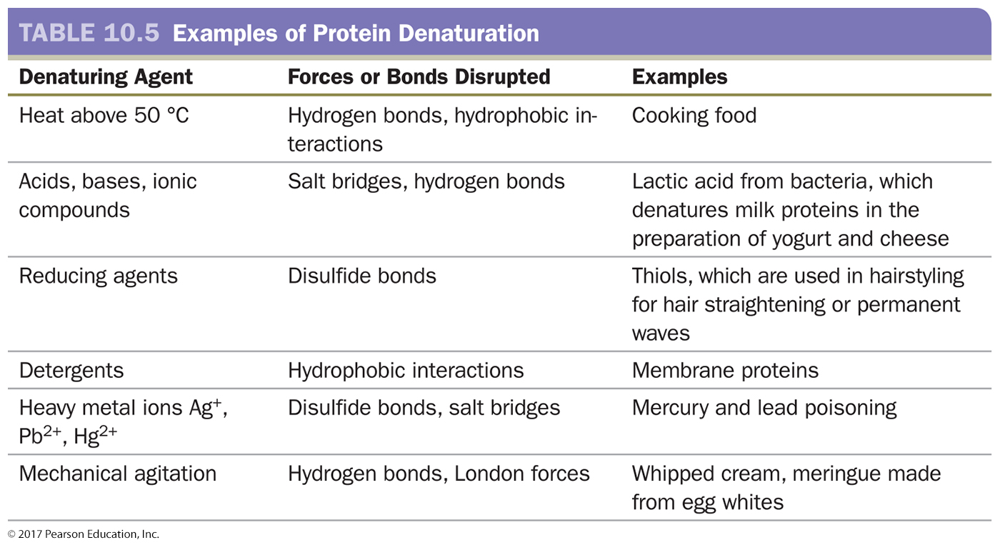 TABLE 10.5 Examples of Protein Denaturation
Denaturing Agent Forces or Bonds Disrupted Examples
Heat above 50 °C Hydrogen bonds, hydrophobic in- Cooking food
teractions
Acids, bases, ionic Salt bridges, hydrogen bonds Lactic acid from bacteria, which
compounds denatures milk proteins in the
preparation of yogurt and cheese
Reducing agents Disulfide bonds Thiols, which are used in hairstyling
for hair straightening or permanent
waves
Detergents Hydrophobic interactions Membrane proteins
Heavy metal ions Ag⁺, Disulfide bonds, salt bridges Mercury and lead poisoning
Pb²⁺, Hg²⁺
Mechanical agitation Hydrogen bonds, London forces Whipped cream, meringue made
from egg whites
© 2017 Pearson Education, Inc.